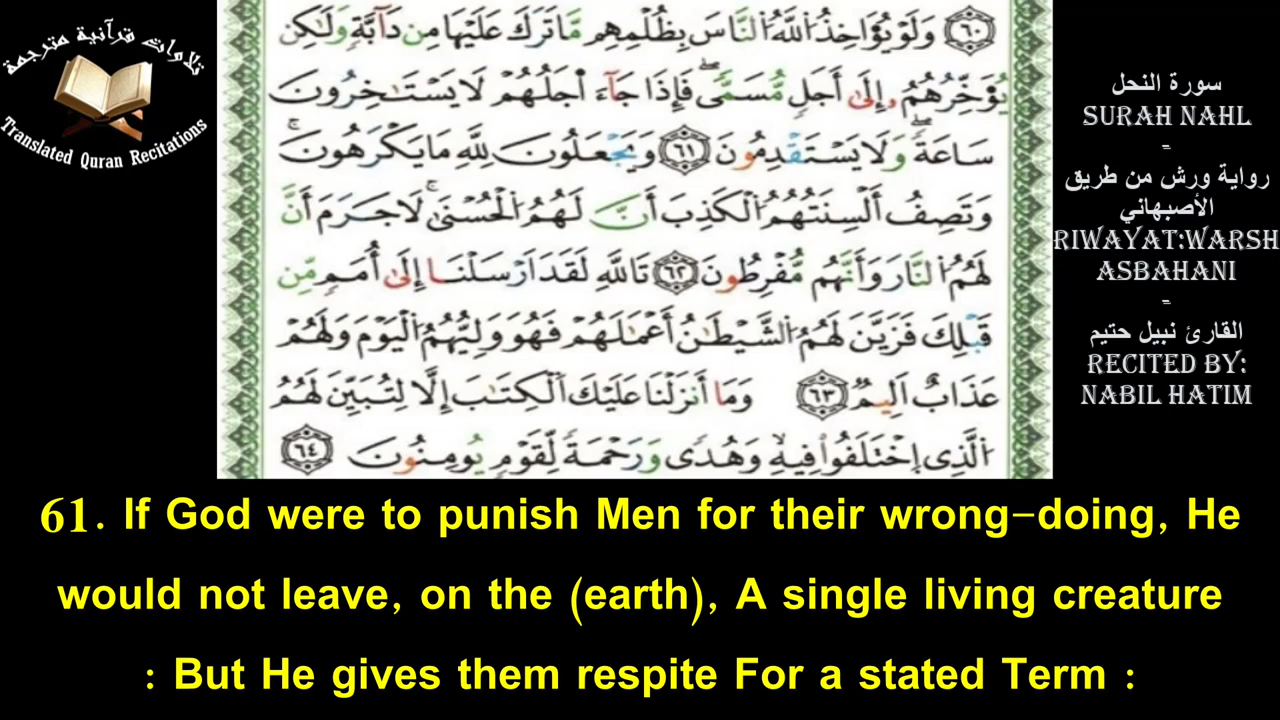 تلاوات قرآنية مترجمة
Translated Quran Recitations
٦٠ وَلَوْ يُؤَاخِذُ اُللَّهُ اُلنَّاسَ بِظُلْمِهِم مَّا تَرَكَ عَلَيْهَا مِن دَآبَّةٖ وَلَٰكِنْ
يُؤَخِّرُهُمُۥٓ إِلَىٰٓ أَجَلٖ مُّسَمّىٗۖ فَإِذَا جَآءَ اَجَلُهُمْ لَا يَسْتَـٰٔخِرُونَ
سَاعَةٗۖ وَلَا يَسْتَقْدِمُونَ ٦١ وَيَجْعَلُونَ لِلهِ مَا يَكْرَهُونَۚ
وَتَصِفُ أَلْسِنَتُهُمُ اُلْكَذِبَ أَنَّ لَهُمُ اُلْحُسْنَىٰۚ لَا جَرَمَ أَنَّ
لَهُمُ اُلنَّارَ وَأَنَّهُم مُّفْرِطُونَ ٦٢ تَاللَّهِ لَقَدَ اَرْسَلْنَا إِلَىٰٓ أُمَمٖ مِّن
قَبْلِكَ فَزَيَّنَ لَهُمُ اُلشَّيْطَٰنُ أَعْمَٰلَهُمْ فَهُوَ وَلِيُّهُمُ اُلْيَوْمَ وَلَهُمْ
عَذَابٌ اَلِيمٞ ٦٣ وَمَا أَنزَلْنَا عَلَيْكَ اَلْكِتَٰبَ إِلَّا لِتُبَيِّنَ لَهُمُ
اُلَّذِى اِخْتَلَفُواْ فِيهِ وَهُدىٗ وَرَحْمَةٗ لِّقَوْمٖ يُومِنُونَ ٦٤
سورة النحل
SURAH NAHL
-
رواية ورش من طريق
الأصبهاني
RIWAYAT:WARSH
ASBAHANI
-
القارئ نبيل حتيم
RECITED BY:
NABIL HATIM
61. If God were to punish Men for their wrong-doing, He
would not leave, on the (earth), A single living creature
: But He gives them respite For a stated Term :